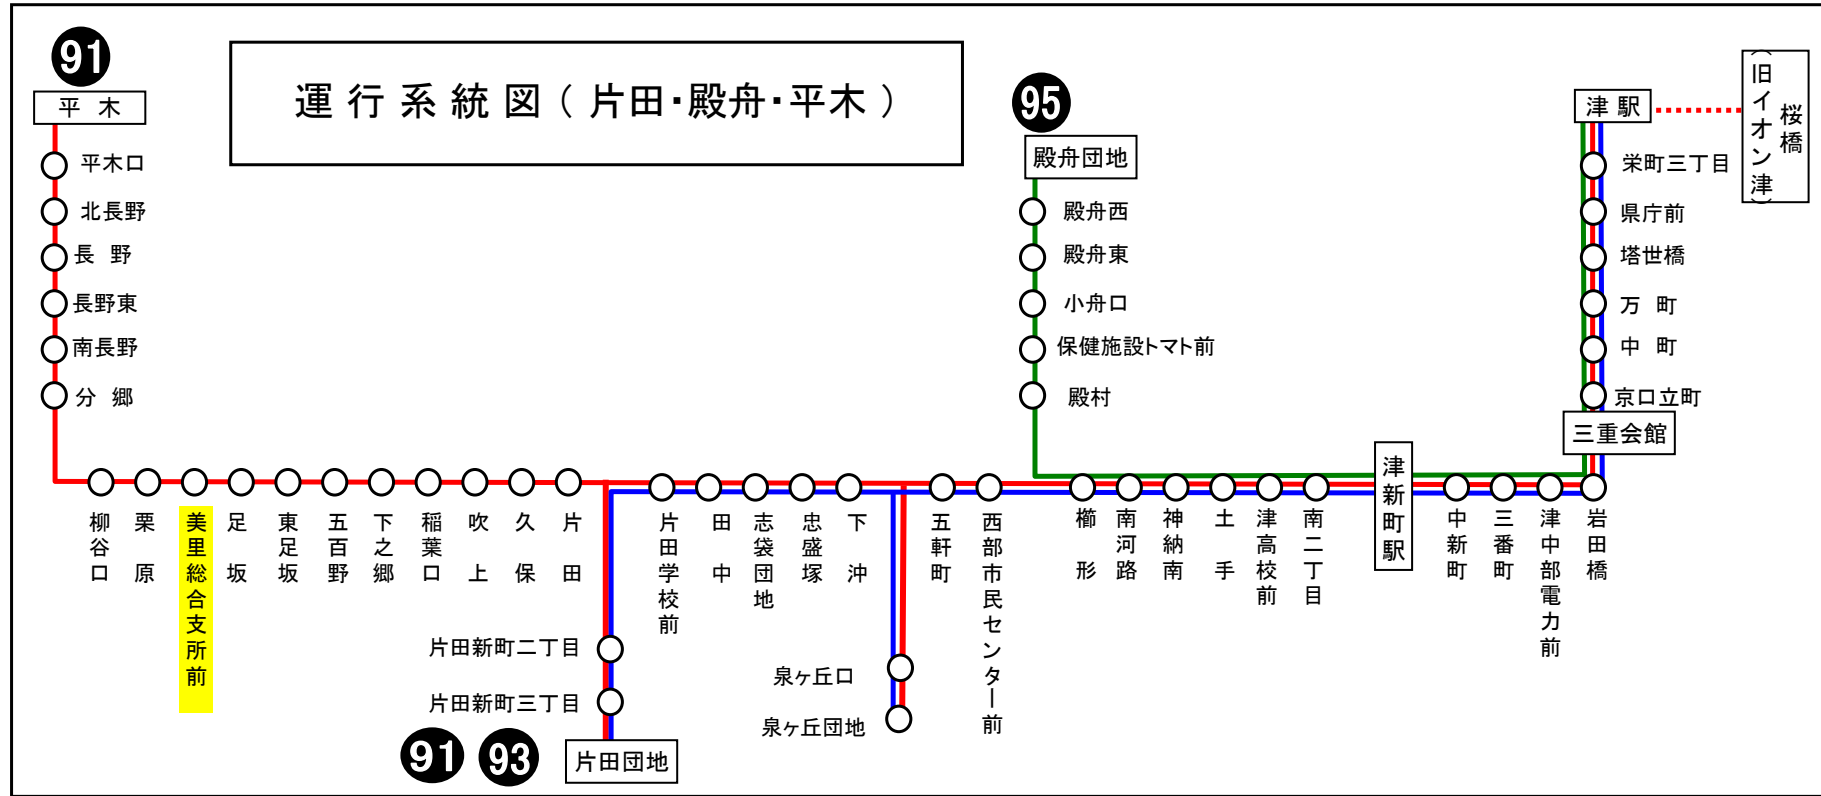 91
平木
運行系統図(片田・殿舟・平木)
95
殿舟団地
津駅
桜橋
(旧イオン津)
平木口
北長野
長野
長野東
南長野
分郷
殿舟西
殿舟東
小舟口
保健施設トマト前
殿村
栄町三丁目
県庁前
塔世橋
万町
中町
京口立町
三重会館
津新町駅
柳谷口
栗原
美里総合支所前
足坂
東足坂
五百野
下之郷
稲葉口
吹上
久保
片田
片田学校前
田中
志袋団地
忠盛塚
下沖
五軒町
西部市民センター前
櫛形
南河路
神納南
土手
津高校前
南二丁目
中新町
三番町
津中部電力前
岩田橋
片田新町二丁目
片田新町三丁目
91
93
片田団地
泉ヶ丘口
泉ヶ丘団地